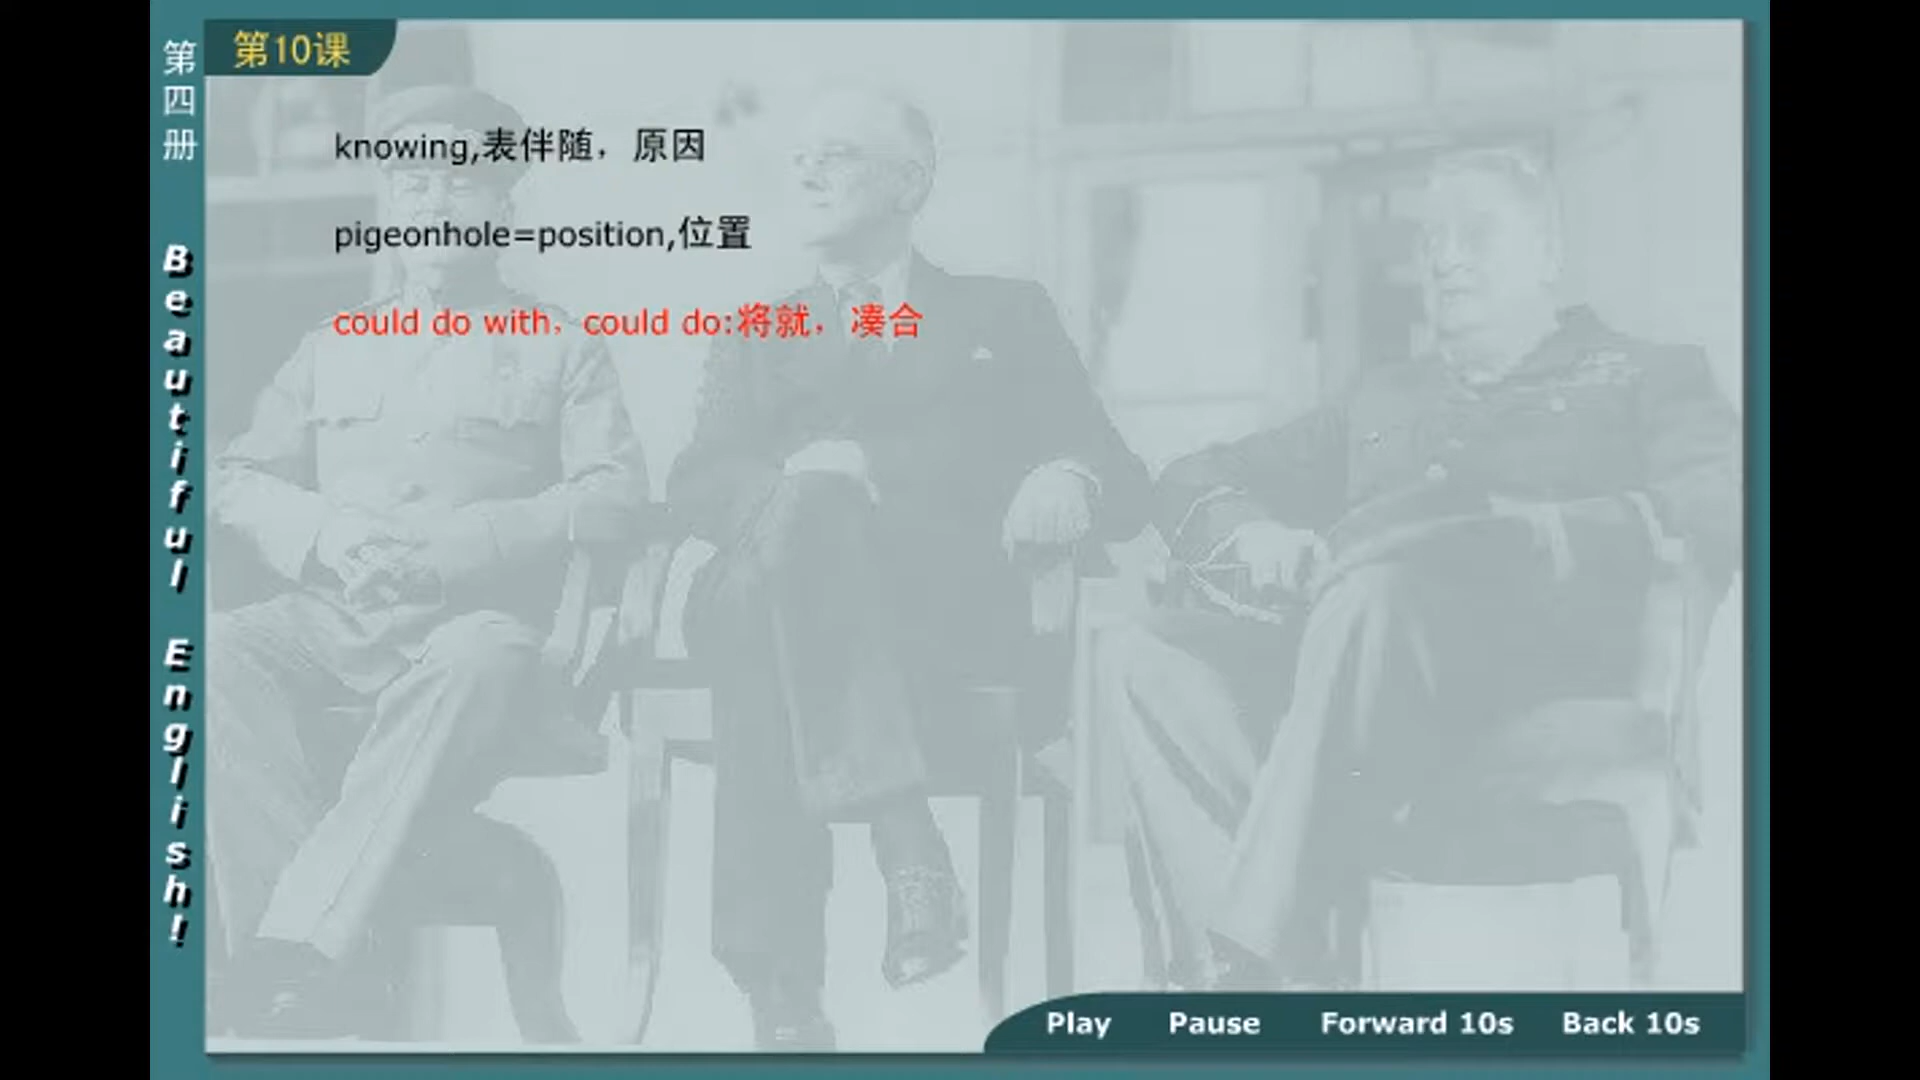 第四册
Beautiful English!
第10课
knowing,表伴随，原因
pigeonhole=position,位置
could do with，could do:将就，凑合
Play Pause Forward 10s Back 10s